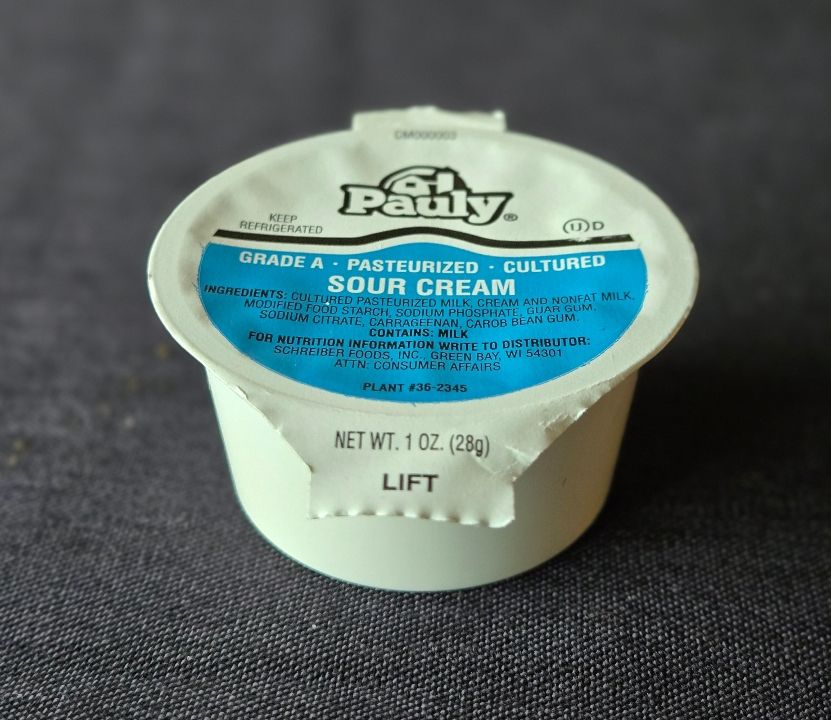 DM000003
Pauly®
KEEP
REFRIGERATED
ⓊD
GRADE A · PASTEURIZED · CULTURED
SOUR CREAM
INGREDIENTS: CULTURED PASTEURIZED MILK, CREAM AND NONFAT MILK,
MODIFIED FOOD STARCH, SODIUM PHOSPHATE, GUAR GUM,
SODIUM CITRATE, CARRAGEENAN, CAROB BEAN GUM.
CONTAINS: MILK
FOR NUTRITION INFORMATION WRITE TO DISTRIBUTOR:
SCHREIBER FOODS, INC., GREEN BAY, WI 54301
ATTN: CONSUMER AFFAIRS
PLANT #36-2345
NET WT. 1 OZ. (28g)
LIFT